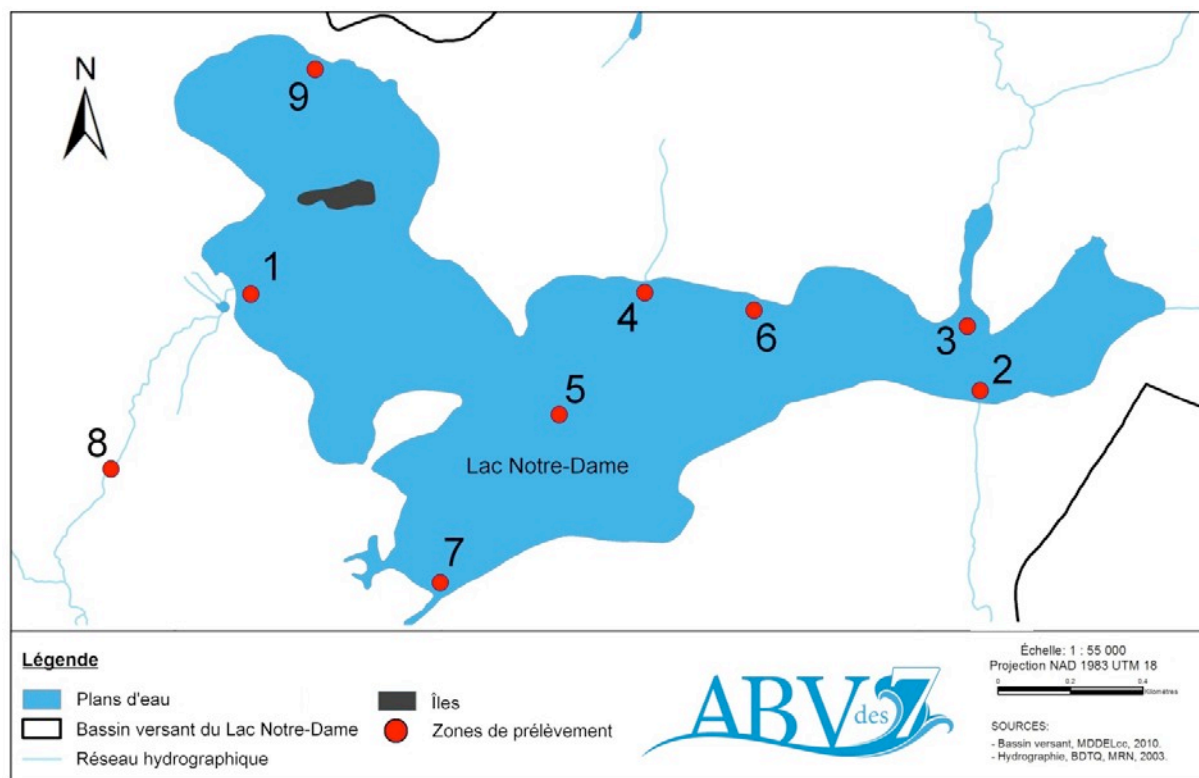 N
9
1
4
6
3
2
5
8
Lac Notre-Dame
7
Légende
Plans d'eau
Bassin versant du Lac Notre-Dame
Réseau hydrographique
Îles
Zones de prélèvement
ABV des 7
Échelle: 1 : 55 000
Projection NAD 1983 UTM 18
0 0.2 0.4
Kilomètres
SOURCES:
- Bassin versant, MDDELcc, 2010.
- Hydrographie, BDTQ, MRN, 2003.